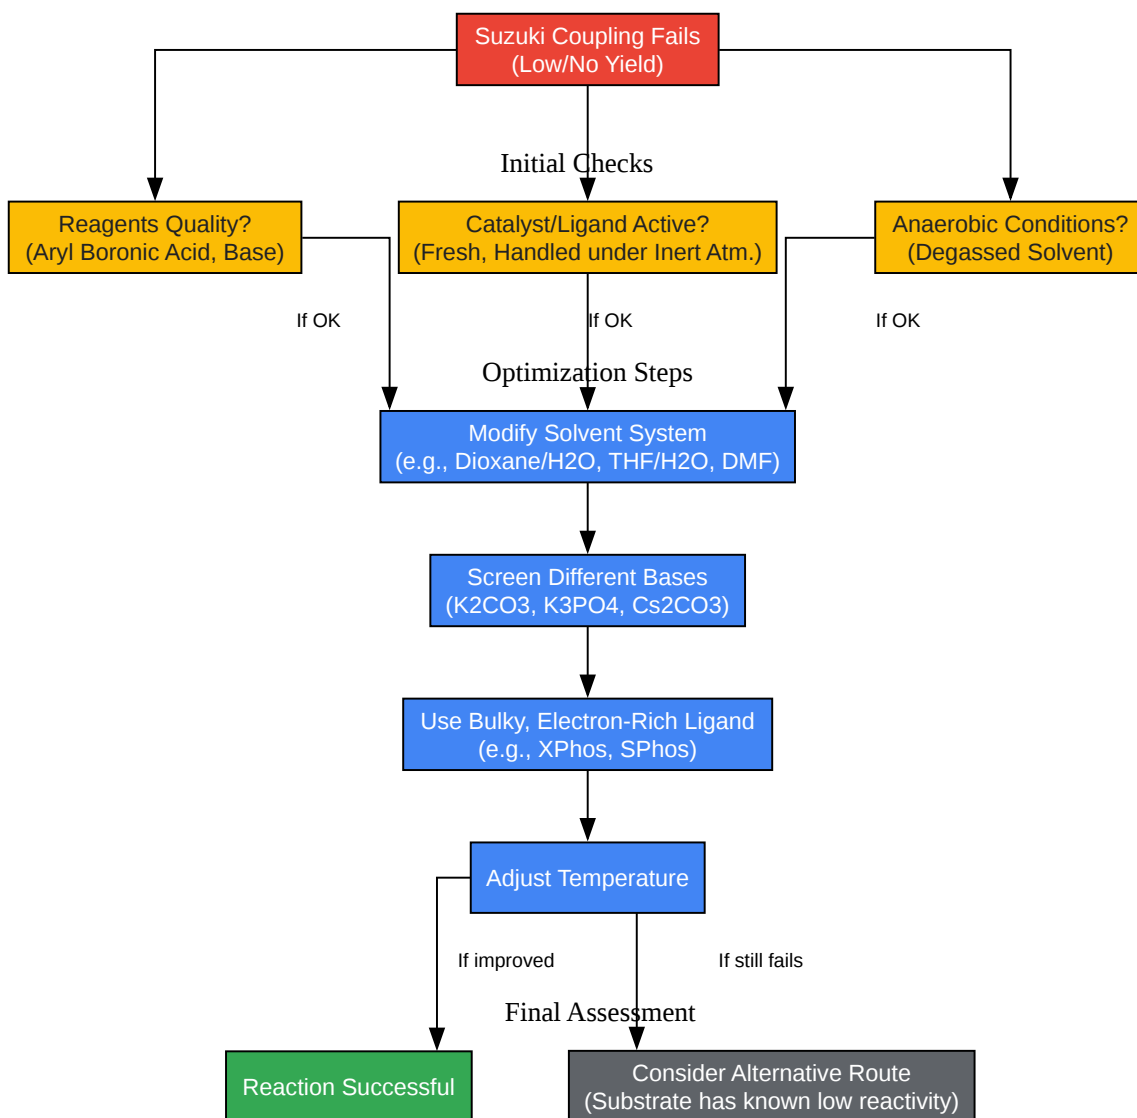 Suzuki Coupling Fails
(Low/No Yield)
Initial Checks
Reagents Quality?
(Aryl Boronic Acid, Base)
Catalyst/Ligand Active?
(Fresh, Handled under Inert Atm.)
Anaerobic Conditions?
(Degassed Solvent)
If OK
If OK
If OK
Optimization Steps
Modify Solvent System
(e.g., Dioxane/H2O, THF/H2O, DMF)
Screen Different Bases
(K2CO3, K3PO4, Cs2CO3)
Use Bulky, Electron-Rich Ligand
(e.g., XPhos, SPhos)
Adjust Temperature
If improved
If still fails
Final Assessment
Reaction Successful
Consider Alternative Route
(Substrate has known low reactivity)